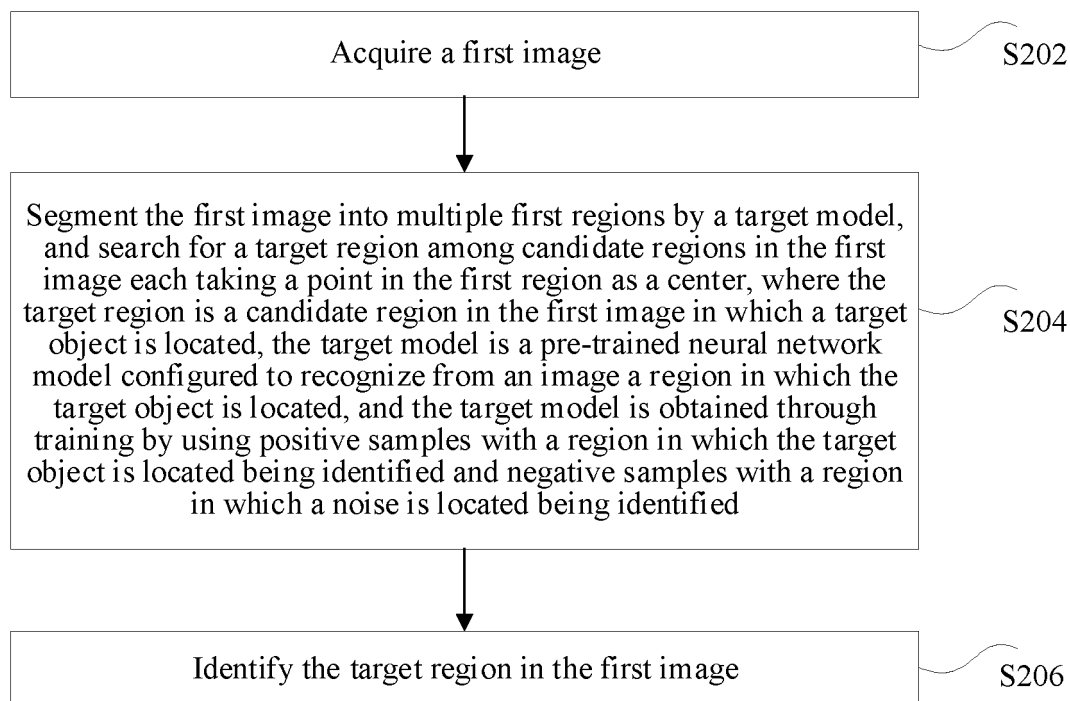 Acquire a first image
S202
Segment the first image into multiple first regions by a target model,
and search for a target region among candidate regions in the first
image each taking a point in the first region as a center, where the
target region is a candidate region in the first image in which a target
object is located, the target model is a pre-trained neural network
model configured to recognize from an image a region in which the
target object is located, and the target model is obtained through
training by using positive samples with a region in which the target
object is located being identified and negative samples with a region
in which a noise is located being identified
S204
Identify the target region in the first image
S206